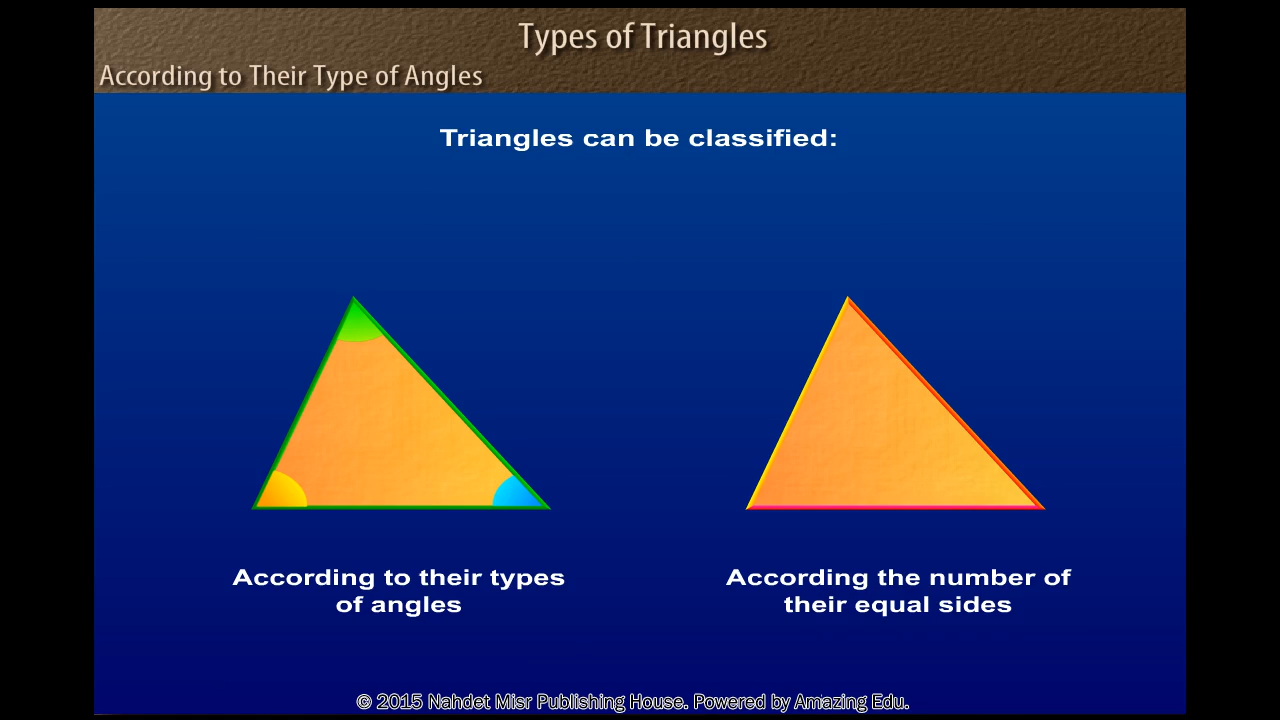 Types of Triangles
According to Their Type of Angles
Triangles can be classified:
According to their types
of angles
According the number of
their equal sides
© 2015 Nahdet Misr Publishing House. Powered by Amazing Edu.